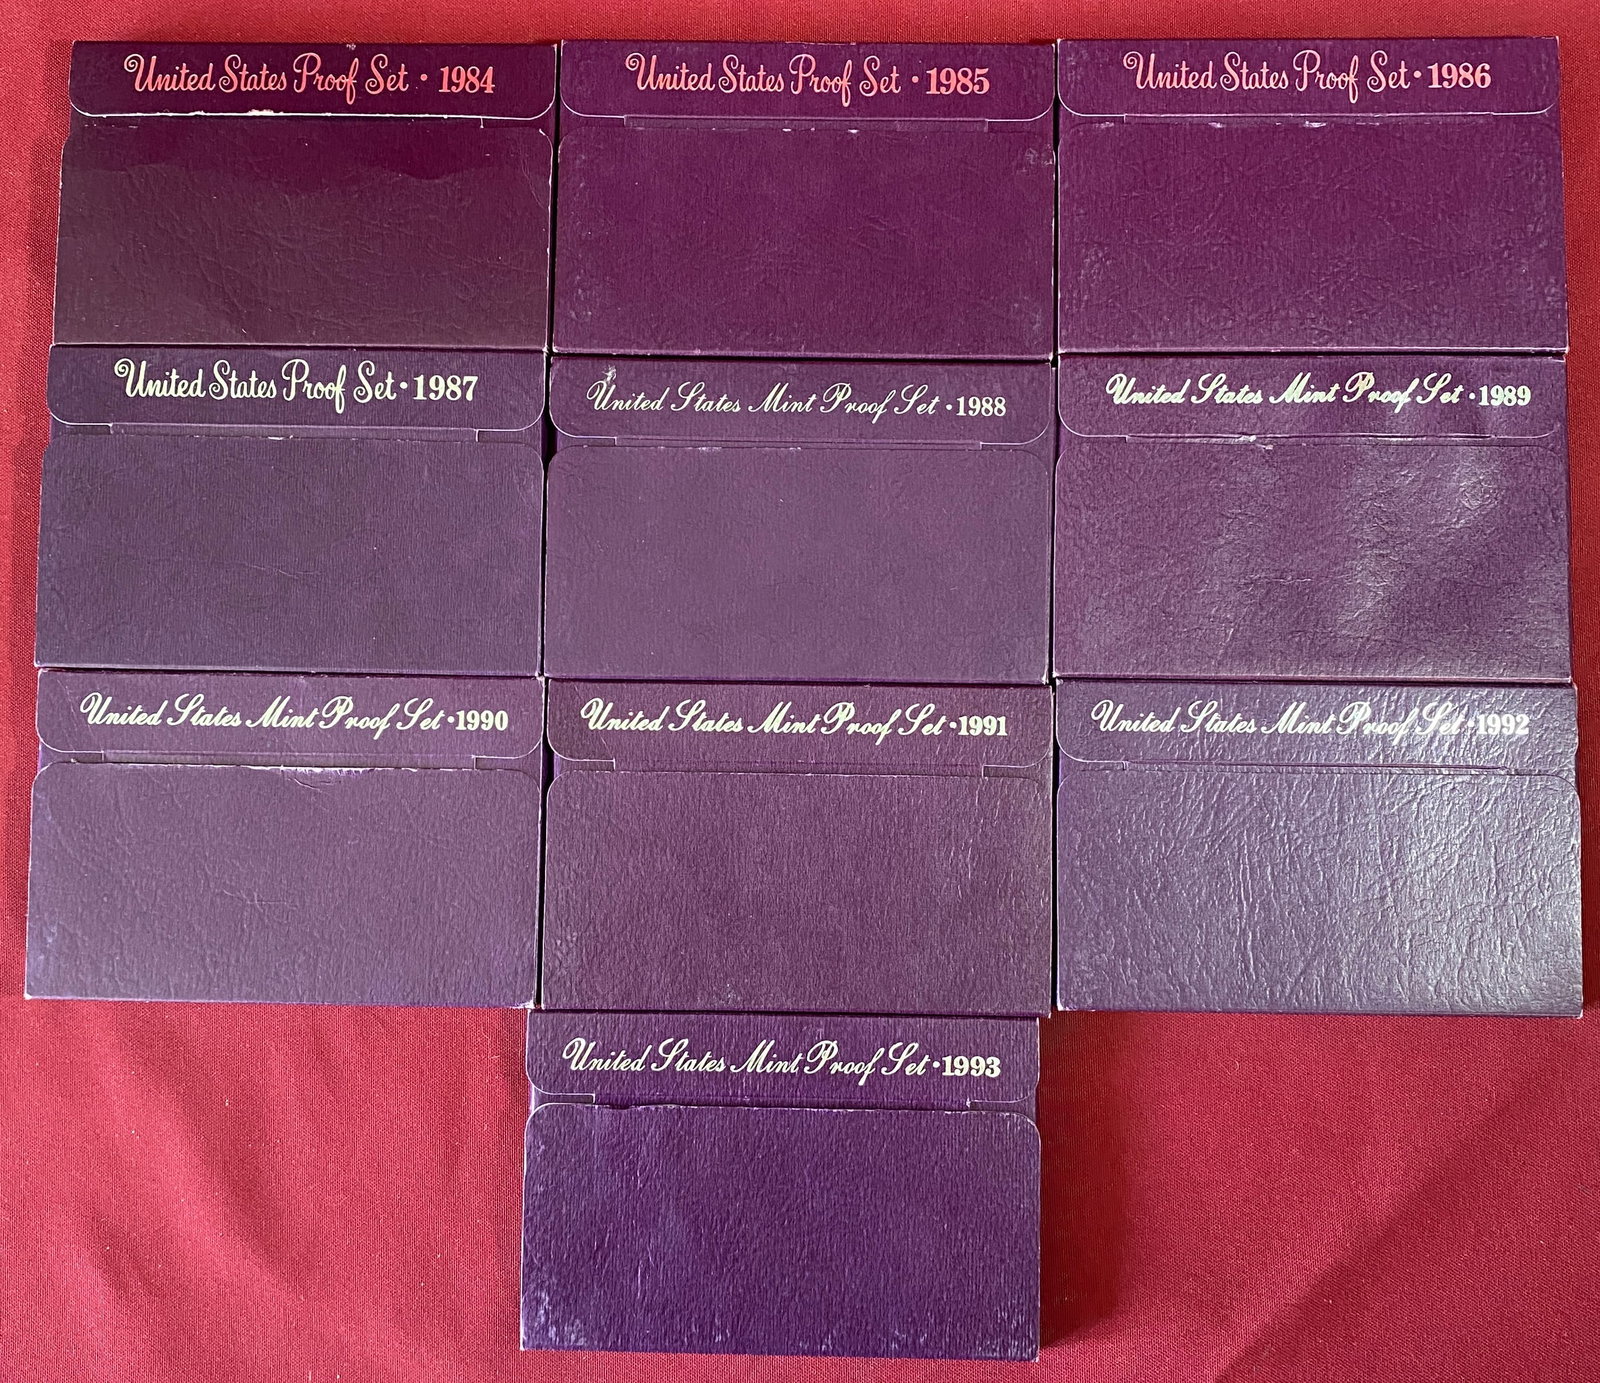 United States Proof Set · 1984
United States Proof Set · 1985
United States Proof Set · 1986
United States Proof Set · 1987
United States Mint Proof Set · 1988
United States Mint Proof Set · 1989
United States Mint Proof Set · 1990
United States Mint Proof Set · 1991
United States Mint Proof Set · 1992
United States Mint Proof Set · 1993